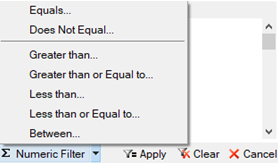 Equals...
Does Not Equal...
Greater than...
Greater than or Equal to...
Less than...
Less than or Equal to...
Between...
Σ Numeric Filter Apply Clear Cancel